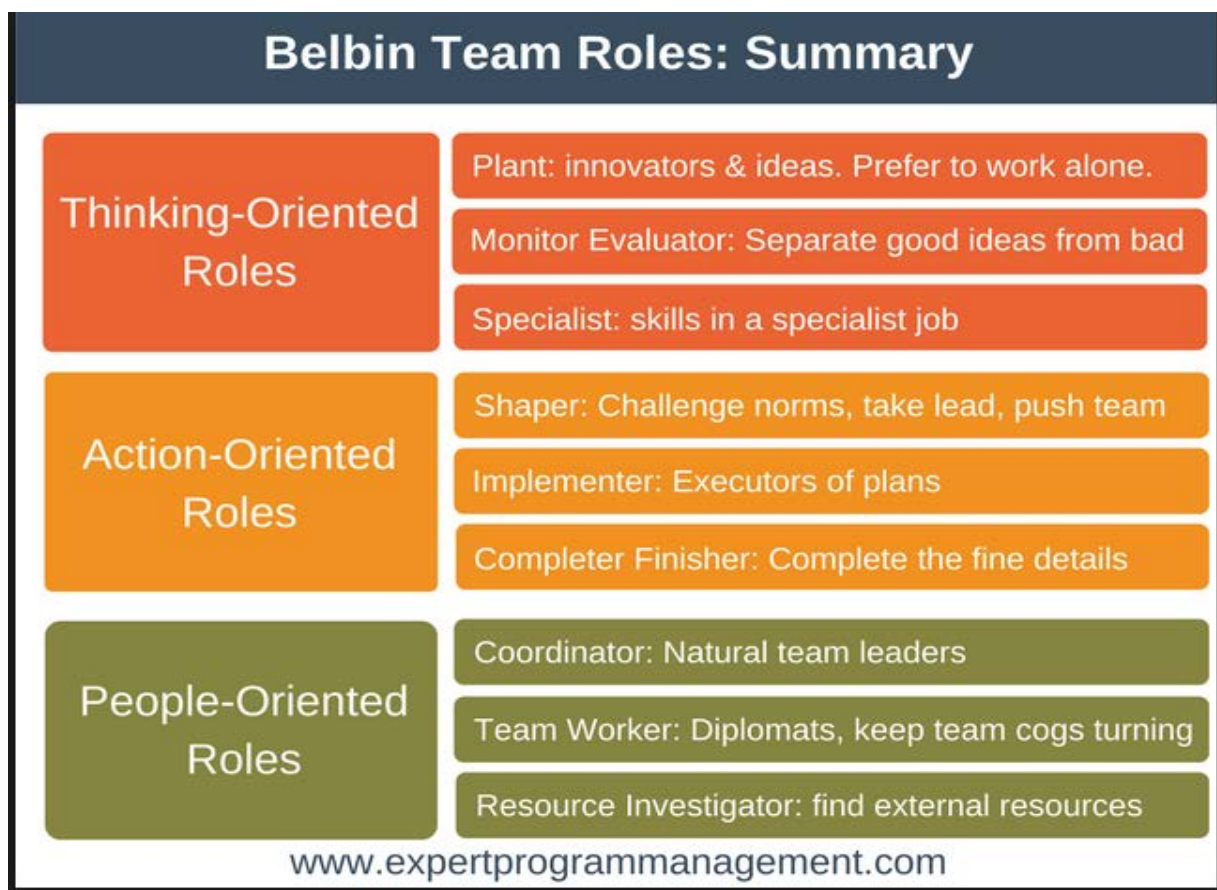 Belbin Team Roles: Summary
Thinking-Oriented
Roles
Plant: innovators & ideas. Prefer to work alone.
Monitor Evaluator: Separate good ideas from bad
Specialist: skills in a specialist job
Action-Oriented
Roles
Shaper: Challenge norms, take lead, push team
Implementer: Executors of plans
Completer Finisher: Complete the fine details
People-Oriented
Roles
Coordinator: Natural team leaders
Team Worker: Diplomats, keep team cogs turning
Resource Investigator: find external resources
www.expertprogrammanagement.com